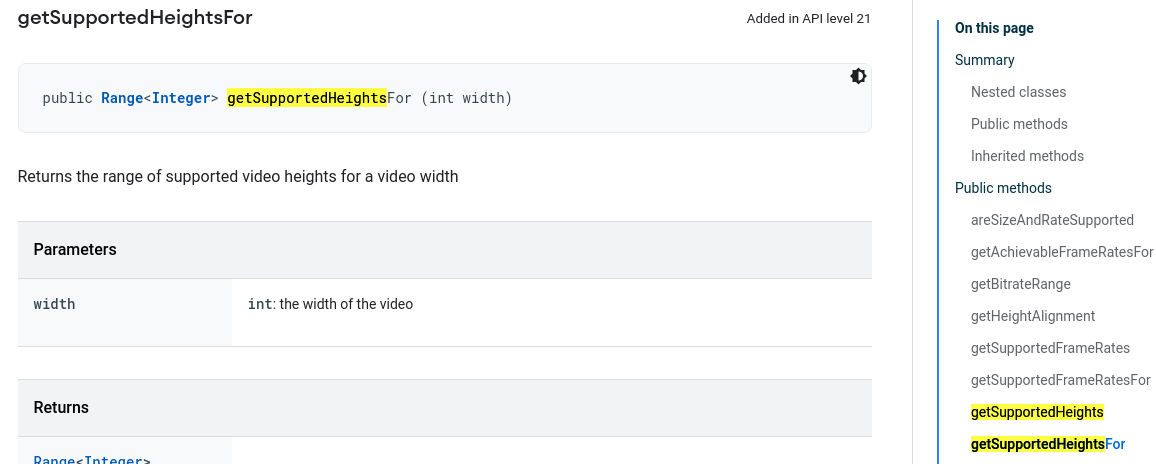 getSupportedHeightsFor
Added in API level 21
public Range<Integer> getSupportedHeightsFor (int width)
Returns the range of supported video heights for a video width
Parameters
width
int: the width of the video
Returns
Range<Integer>
On this page
Summary
Nested classes
Public methods
Inherited methods
Public methods
areSizeAndRateSupported
getAchievableFrameRatesFor
getBitrateRange
getHeightAlignment
getSupportedFrameRates
getSupportedFrameRatesFor
getSupportedHeights
getSupportedHeightsFor